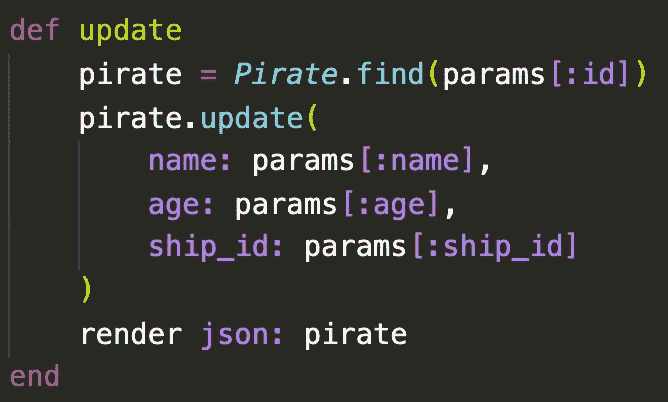 def update
    pirate = Pirate.find(params[:id])
    pirate.update(
        name: params[:name],
        age: params[:age],
        ship_id: params[:ship_id]
    )
    render json: pirate
end